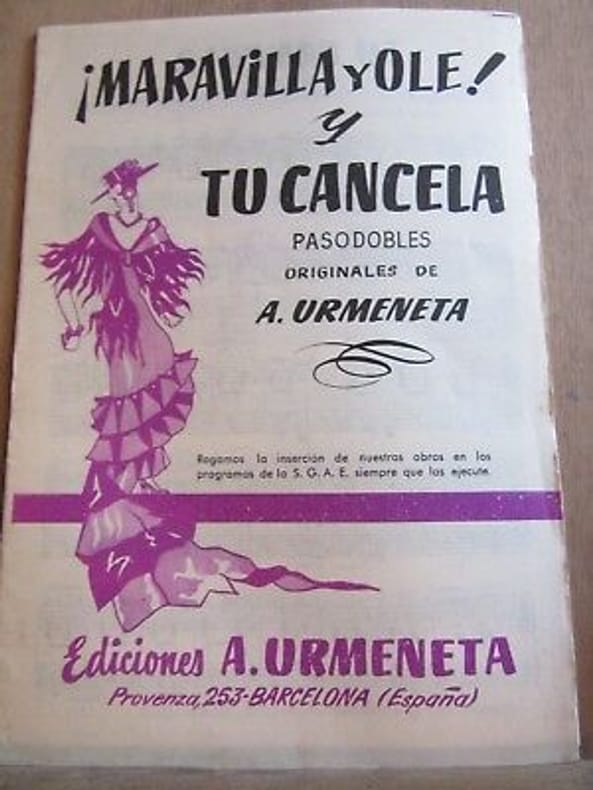 ¡MARAViLLA Y OLE!
y
TU CANCELA
PASODOBLES
ORIGINALES DE
A. URMENETA
Rogamos la inserción de nuestras obras en los
programas de la S. G. A. E. siempre que las ejecute.
Ediciones A. URMENETA
Provenza, 253-BARCELONA (España)